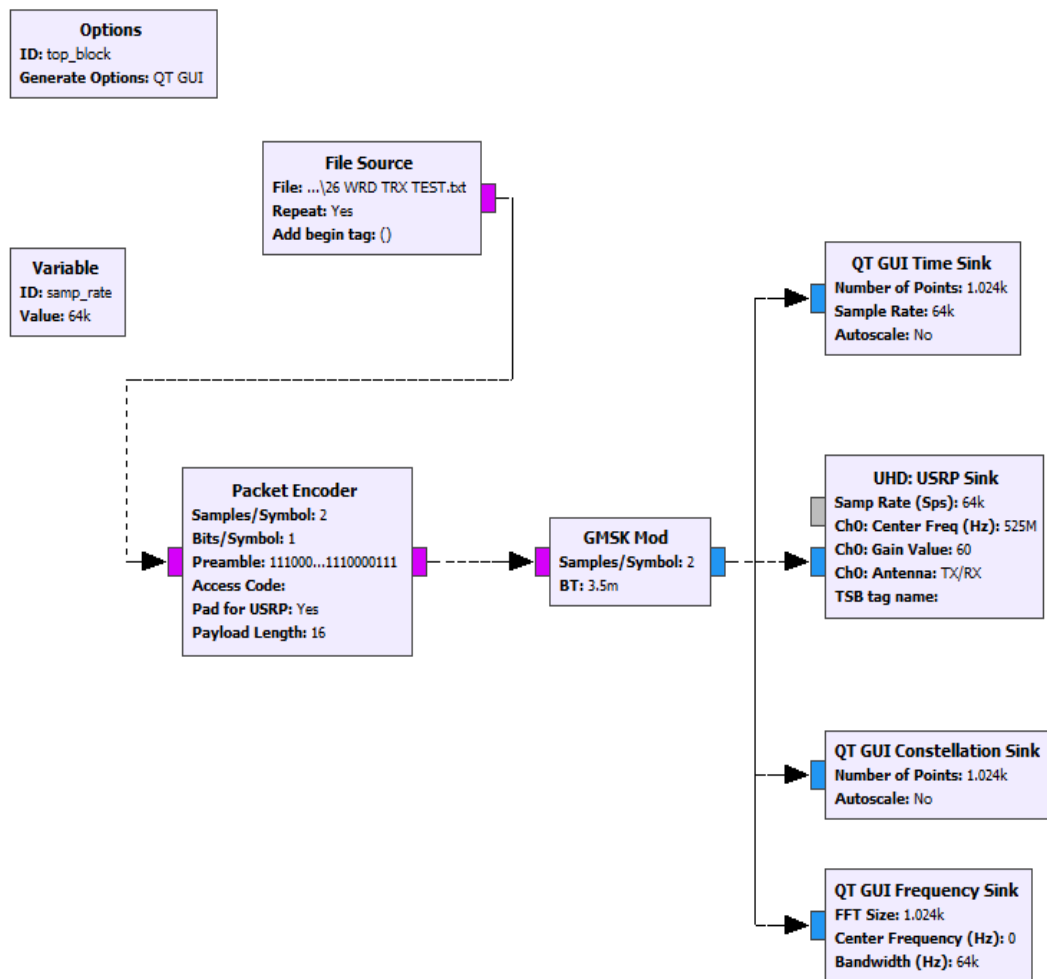 Options
ID: top_block
Generate Options: QT GUI
File Source
File: ...\26 WRD TRX TEST.txt
Repeat: Yes
Add begin tag: ()
Variable
ID: samp_rate
Value: 64k
QT GUI Time Sink
Number of Points: 1.024k
Sample Rate: 64k
Autoscale: No
Packet Encoder
Samples/Symbol: 2
Bits/Symbol: 1
Preamble: 111000...1110000111
Access Code:
Pad for USRP: Yes
Payload Length: 16
GMSK Mod
Samples/Symbol: 2
BT: 3.5m
UHD: USRP Sink
Samp Rate (Sps): 64k
Ch0: Center Freq (Hz): 525M
Ch0: Gain Value: 60
Ch0: Antenna: TX/RX
TSB tag name:
QT GUI Constellation Sink
Number of Points: 1.024k
Autoscale: No
QT GUI Frequency Sink
FFT Size: 1.024k
Center Frequency (Hz): 0
Bandwidth (Hz): 64k